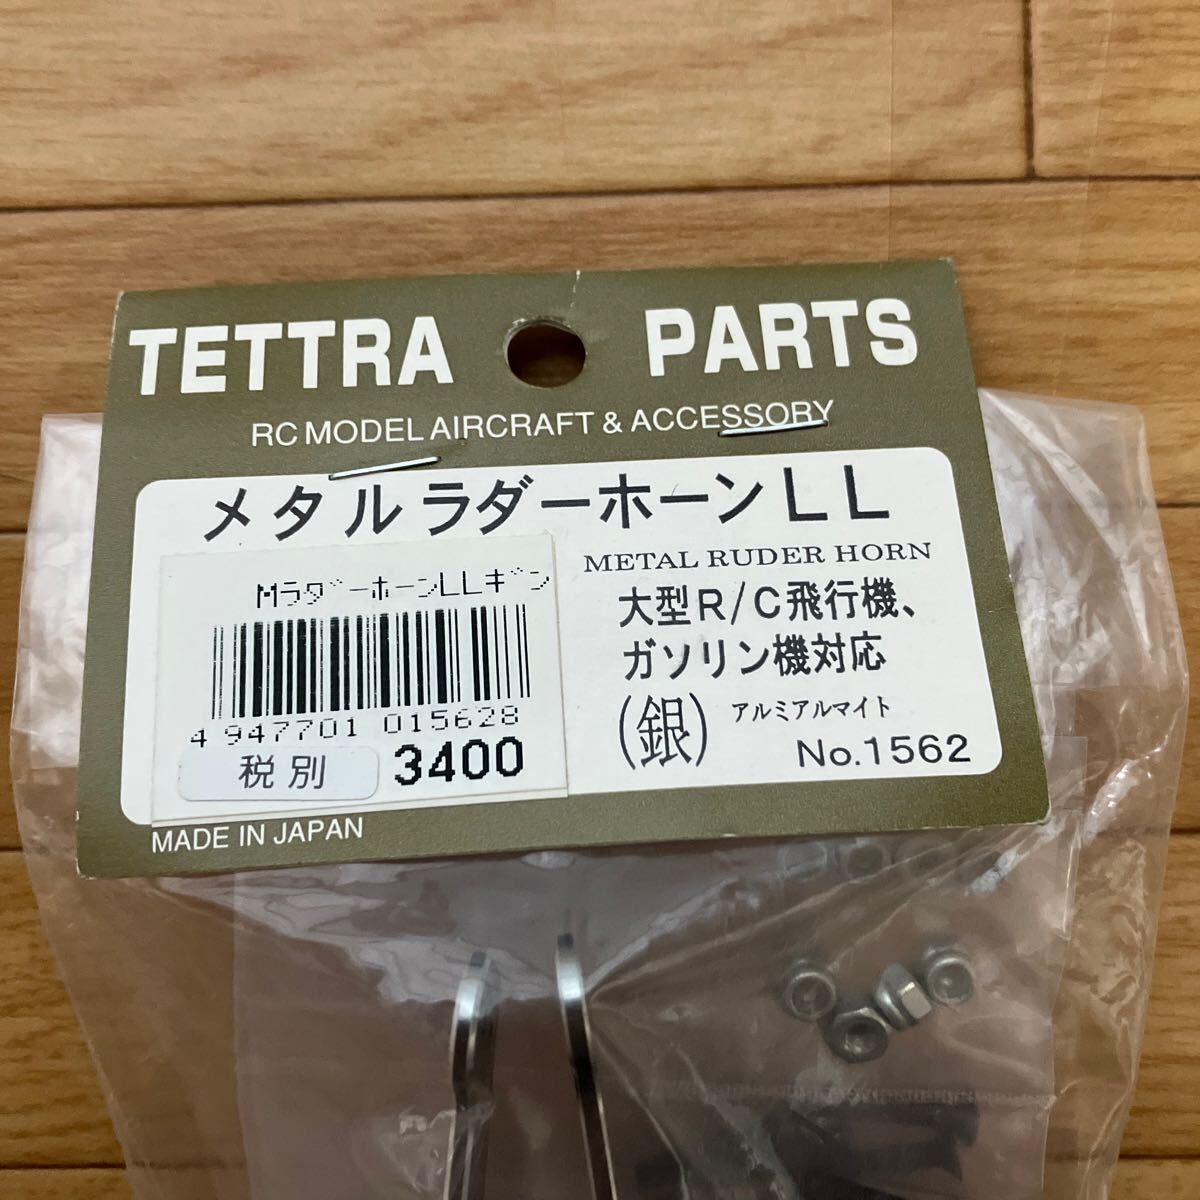 TETTRA PARTS
RC MODEL AIRCRAFT & ACCESSORY
メタルラダーホーンLL
METAL RUDER HORN
大型R/C飛行機、
ガソリン機対応
(銀) アルミアルマイト
No.1562
MラダーホーンLLギン
4 947701 015628
税別 3400
MADE IN JAPAN